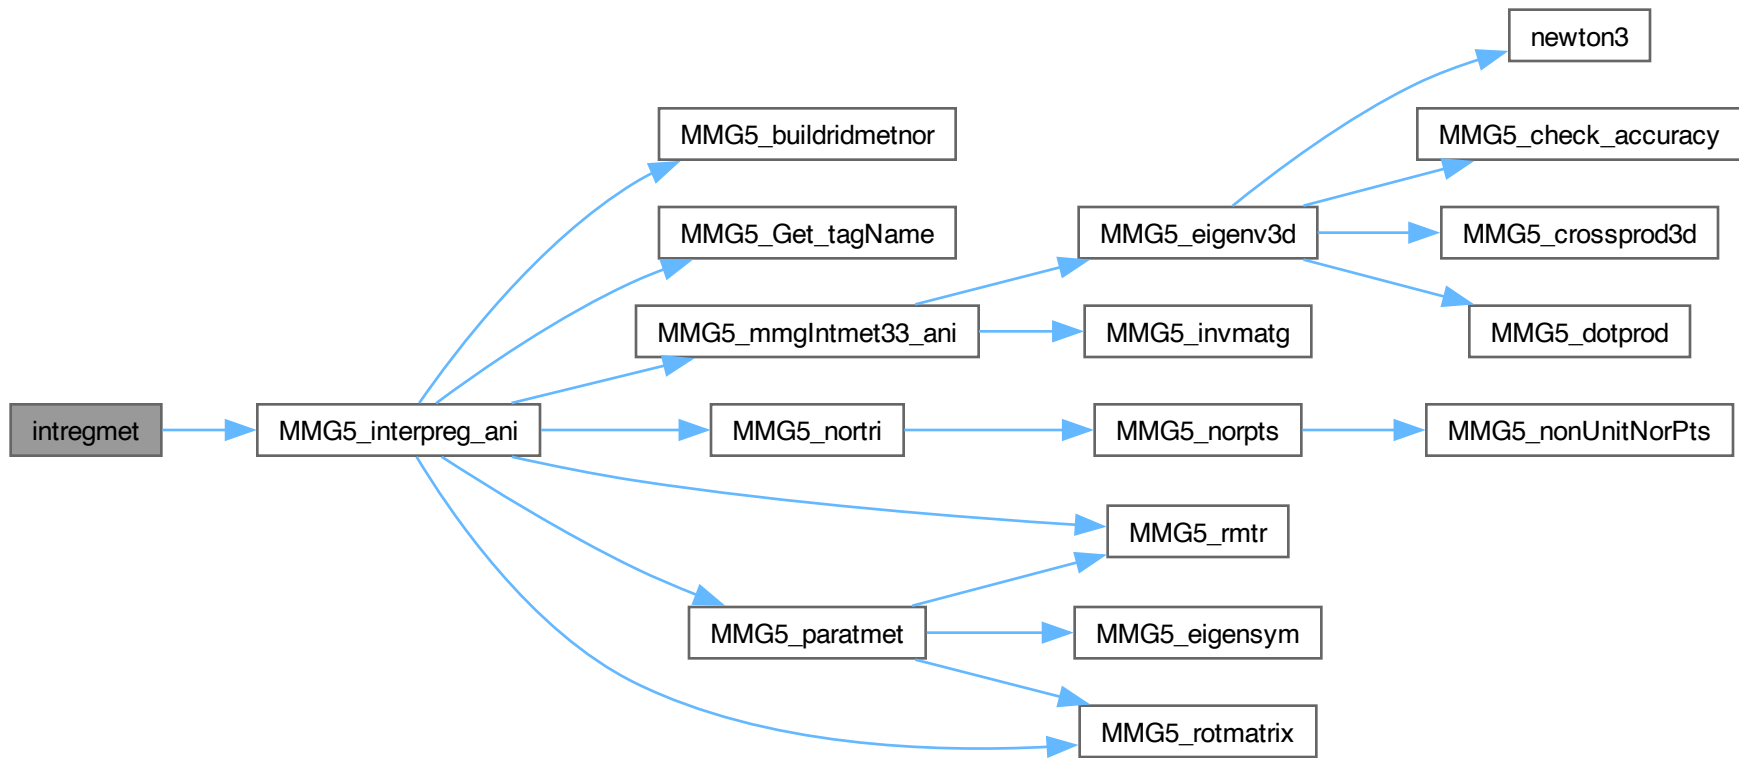 newton3
MMG5_buildridmetnor
MMG5_check_accuracy
MMG5_Get_tagName
MMG5_eigenv3d
MMG5_crossprod3d
MMG5_mmgIntmet33_ani
MMG5_invmatg
MMG5_dotprod
intregmet
MMG5_interpreg_ani
MMG5_nortri
MMG5_norpts
MMG5_nonUnitNorPts
MMG5_rmtr
MMG5_paratmet
MMG5_eigensym
MMG5_rotmatrix